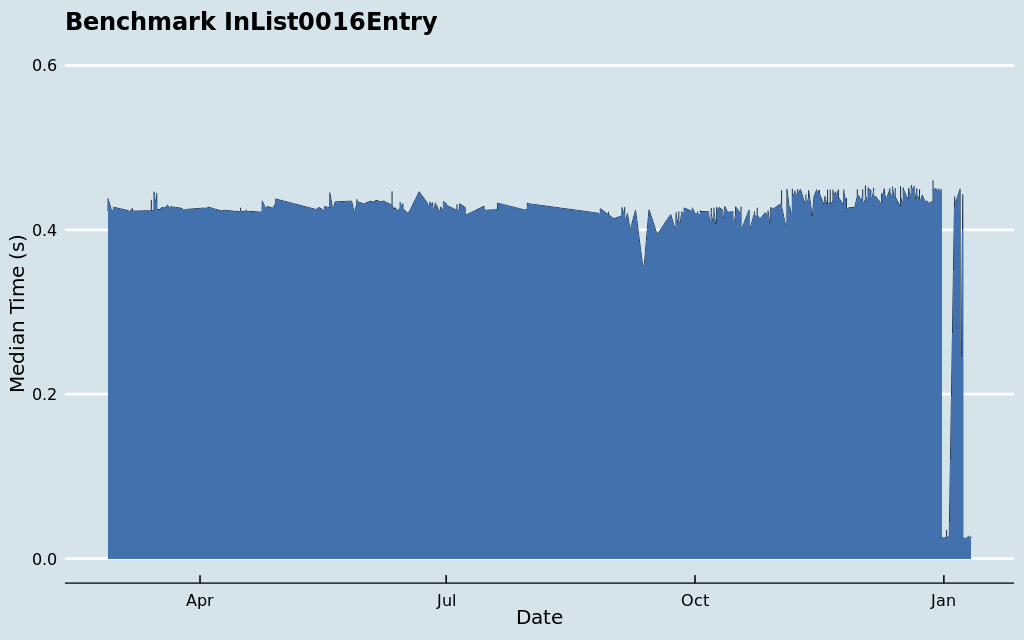 Benchmark InList0016Entry
0.6
0.4
0.2
0.0
Median Time (s)
Apr Jul Oct Jan
Date